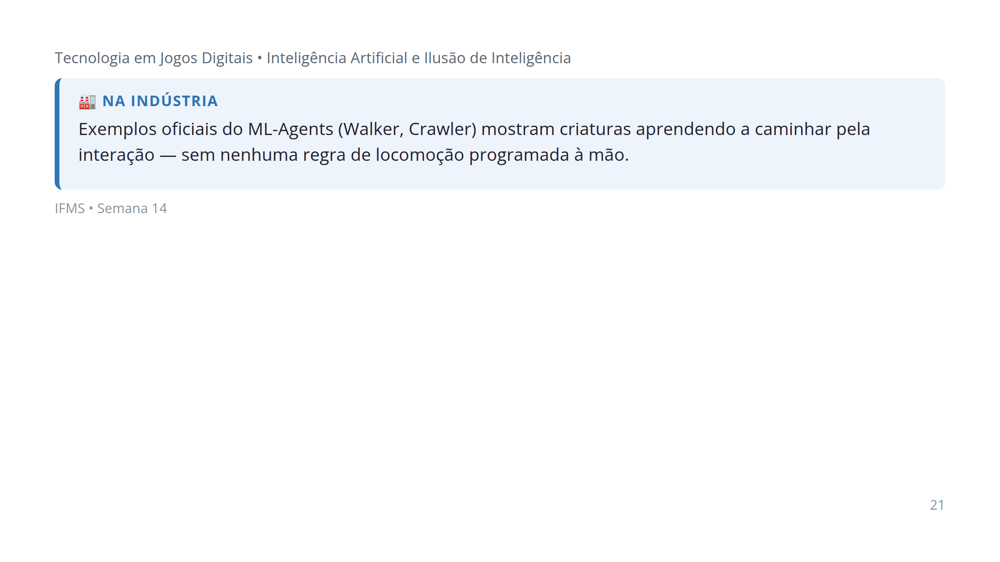 Tecnologia em Jogos Digitais • Inteligência Artificial e Ilusão de Inteligência
🏭 NA INDÚSTRIA
Exemplos oficiais do ML-Agents (Walker, Crawler) mostram criaturas aprendendo a caminhar pela
interação — sem nenhuma regra de locomoção programada à mão.
IFMS • Semana 14
21